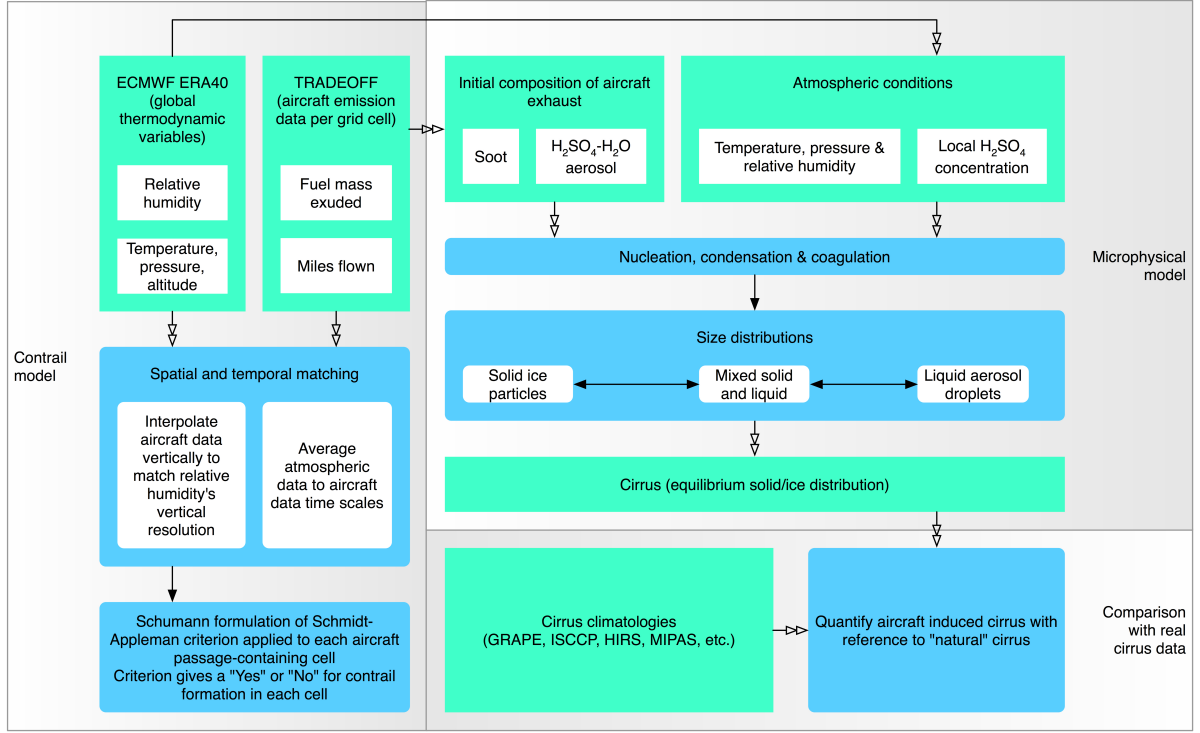 Contrail
model
ECMWF ERA40
(global
thermodynamic
variables)
Relative
humidity
Temperature,
pressure,
altitude
TRADEOFF
(aircraft emission
data per grid cell)
Fuel mass
exuded
Miles flown
Spatial and temporal matching
Interpolate
aircraft data
vertically to
match relative
humidity's
vertical
resolution
Average
atmospheric
data to aircraft
data time scales
Schumann formulation of Schmidt-
Appleman criterion applied to each aircraft
passage-containing cell
Criterion gives a "Yes" or "No" for contrail
formation in each cell
Initial composition of aircraft
exhaust
Soot
H2SO4-H2O
aerosol
Atmospheric conditions
Temperature, pressure &
relative humidity
Local H2SO4
concentration
Nucleation, condensation & coagulation
Microphysical
model
Size distributions
Solid ice
particles
Mixed solid
and liquid
Liquid aerosol
droplets
Cirrus (equilibrium solid/ice distribution)
Cirrus climatologies
(GRAPE, ISCCP, HIRS, MIPAS, etc.)
Quantify aircraft induced cirrus with
reference to "natural" cirrus
Comparison
with real
cirrus data